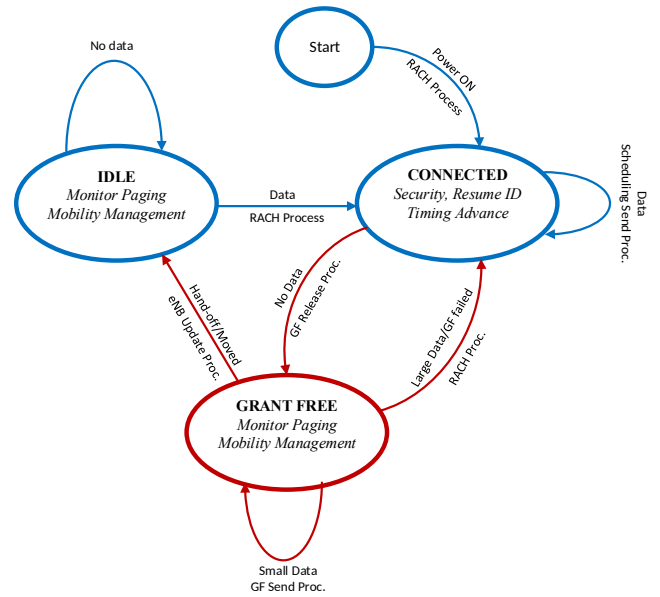 No data
Start
Power ON
RACH Process
IDLE
Monitor Paging
Mobility Management
CONNECTED
Security, Resume ID
Timing Advance
Data
Scheduling Send Proc.
Data
RACH Process
No Data
GF Release Proc.
Hand-off/Moved
eNB Update Proc.
Large Data/GF failed
RACH Proc.
GRANT FREE
Monitor Paging
Mobility Management
Small Data
GF Send Proc.